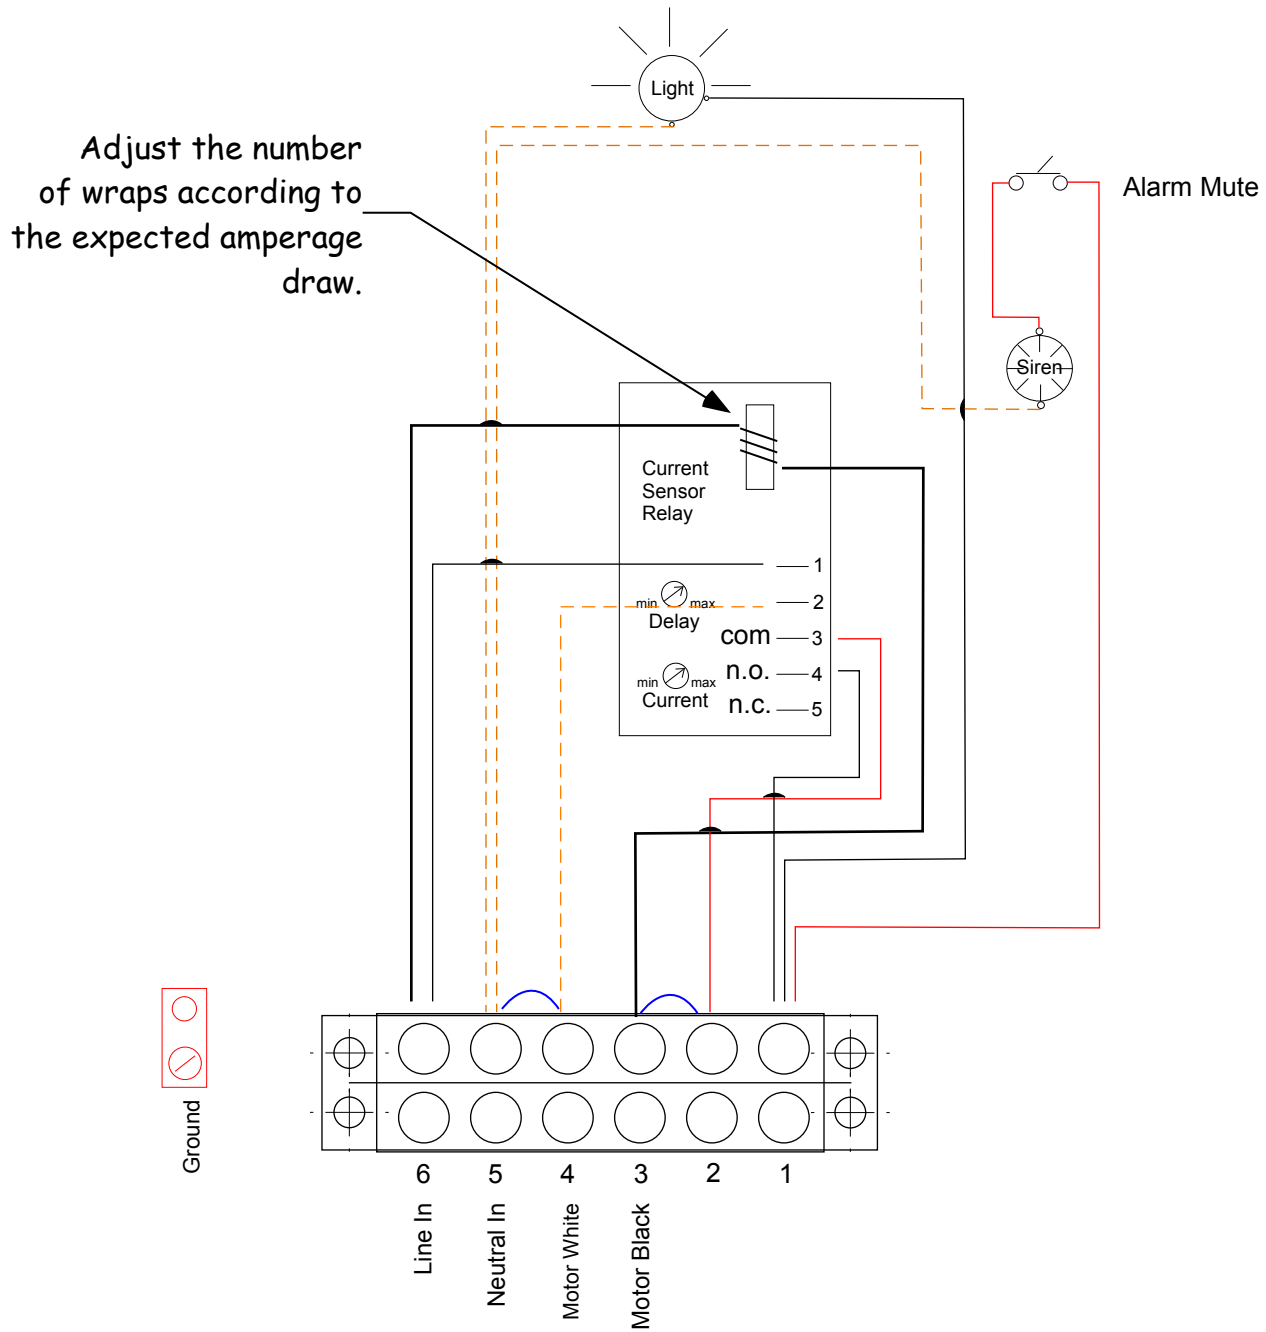 Light
Adjust the number
of wraps according to
the expected amperage
draw.
Alarm Mute
Siren
Current
Sensor
Relay
1
min max
Delay
2
com 3
min max
Current
n.o. 4
n.c. 5
Ground
6 5 4 3 2 1
Line In
Neutral In
Motor White
Motor Black